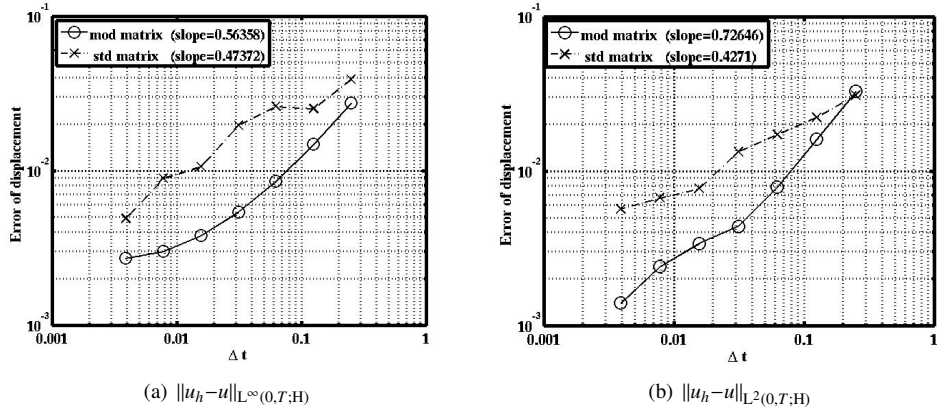 10^{-1}
mod matrix (slope=0.56358)
std matrix (slope=0.47372)
10^{-2}
10^{-3}
Error of displacement
0.001 0.01 0.1 1
Δ t
(a) ||u_h−u||_{L^∞(0,T;H)}
10^{-1}
mod matrix (slope=0.72646)
std matrix (slope=0.4271)
10^{-2}
10^{-3}
Error of displacement
0.001 0.01 0.1 1
Δ t
(b) ||u_h−u||_{L^2(0,T;H)}